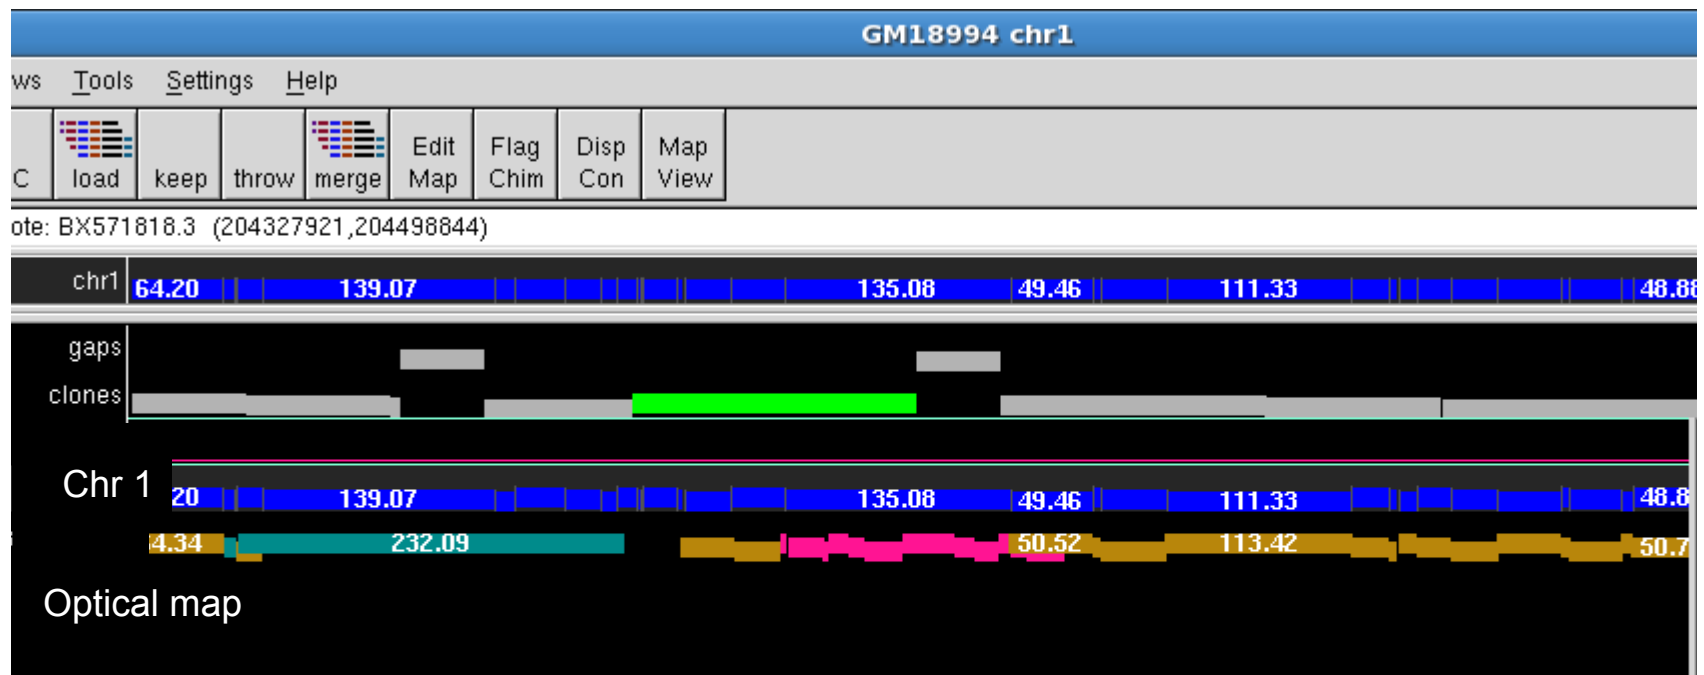 GM18994 chr1
ws Tools Settings Help
C load keep throw merge Edit Map Flag Chim Disp Con Map View
ote: BX571818.3 (204327921,204498844)
chr1 64.20 139.07 135.08 49.46 111.33 48.88
gaps
clones
Chr 1 20 139.07 135.08 49.46 111.33 48.8
4.34 232.09 50.52 113.42 50.7
Optical map